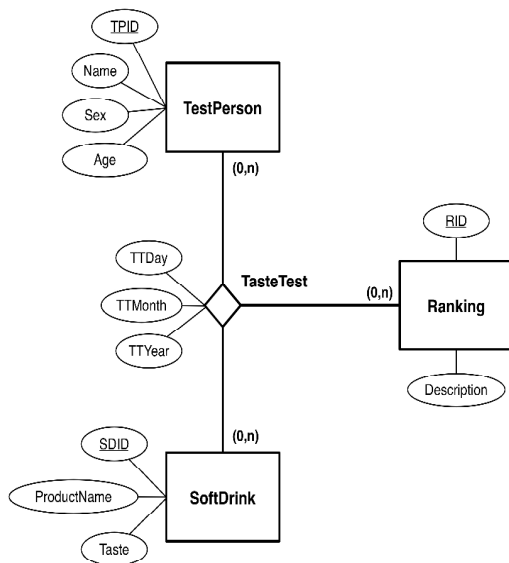 TPID
Name
TestPerson
Sex
Age
(0,n)
RID
TTDay
TasteTest
TTMonth
(0,n)
Ranking
TTYear
Description
(0,n)
SDID
ProductName
SoftDrink
Taste